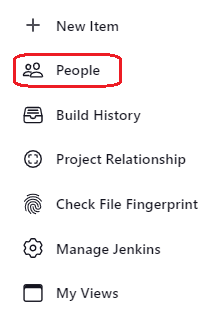 New Item
People
Build History
Project Relationship
Check File Fingerprint
Manage Jenkins
My Views